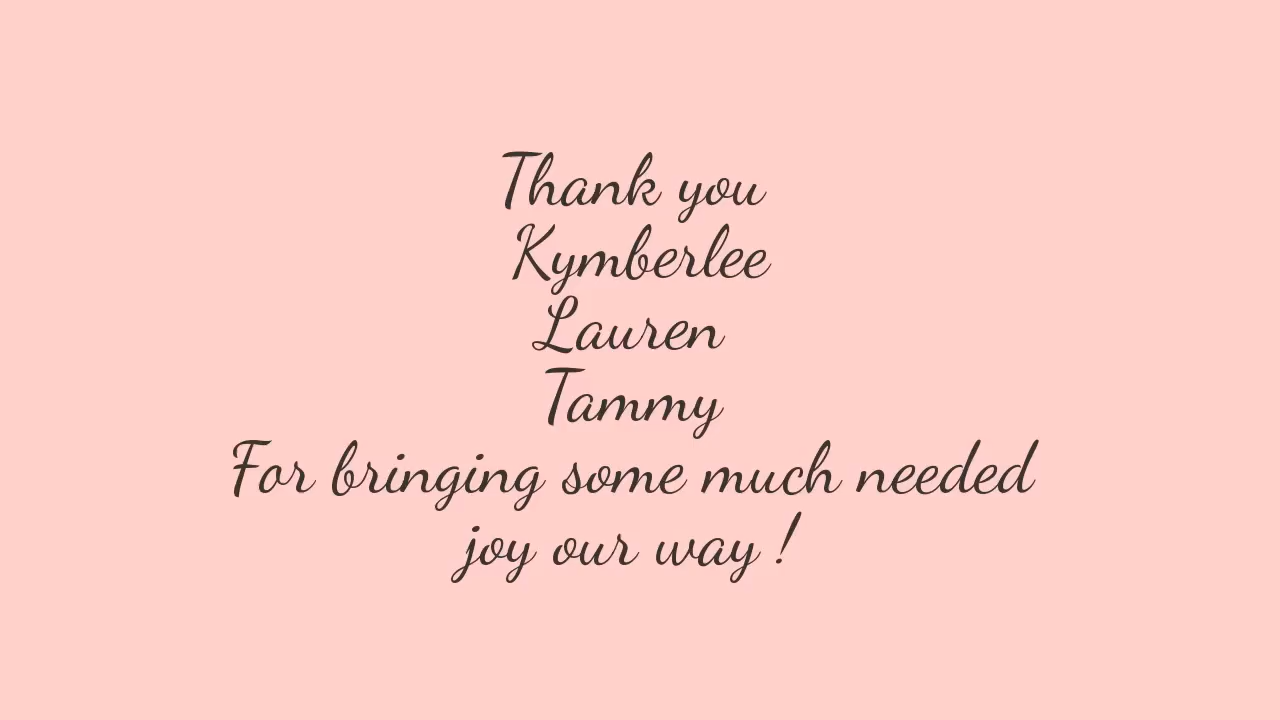 Thank you
Kymberlee
Lauren
Tammy
For bringing some much needed
joy our way !